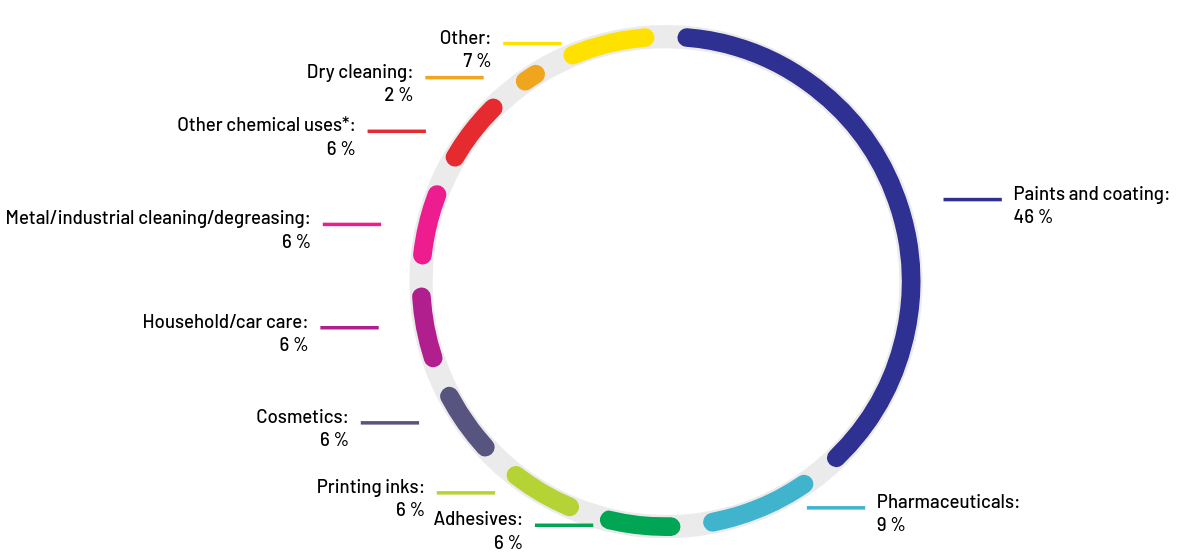 Other:
7 %
Dry cleaning:
2 %
Other chemical uses*:
6 %
Metal/industrial cleaning/degreasing:
6 %
Household/car care:
6 %
Cosmetics:
6 %
Printing inks:
6 %
Adhesives:
6 %
Paints and coating:
46 %
Pharmaceuticals:
9 %